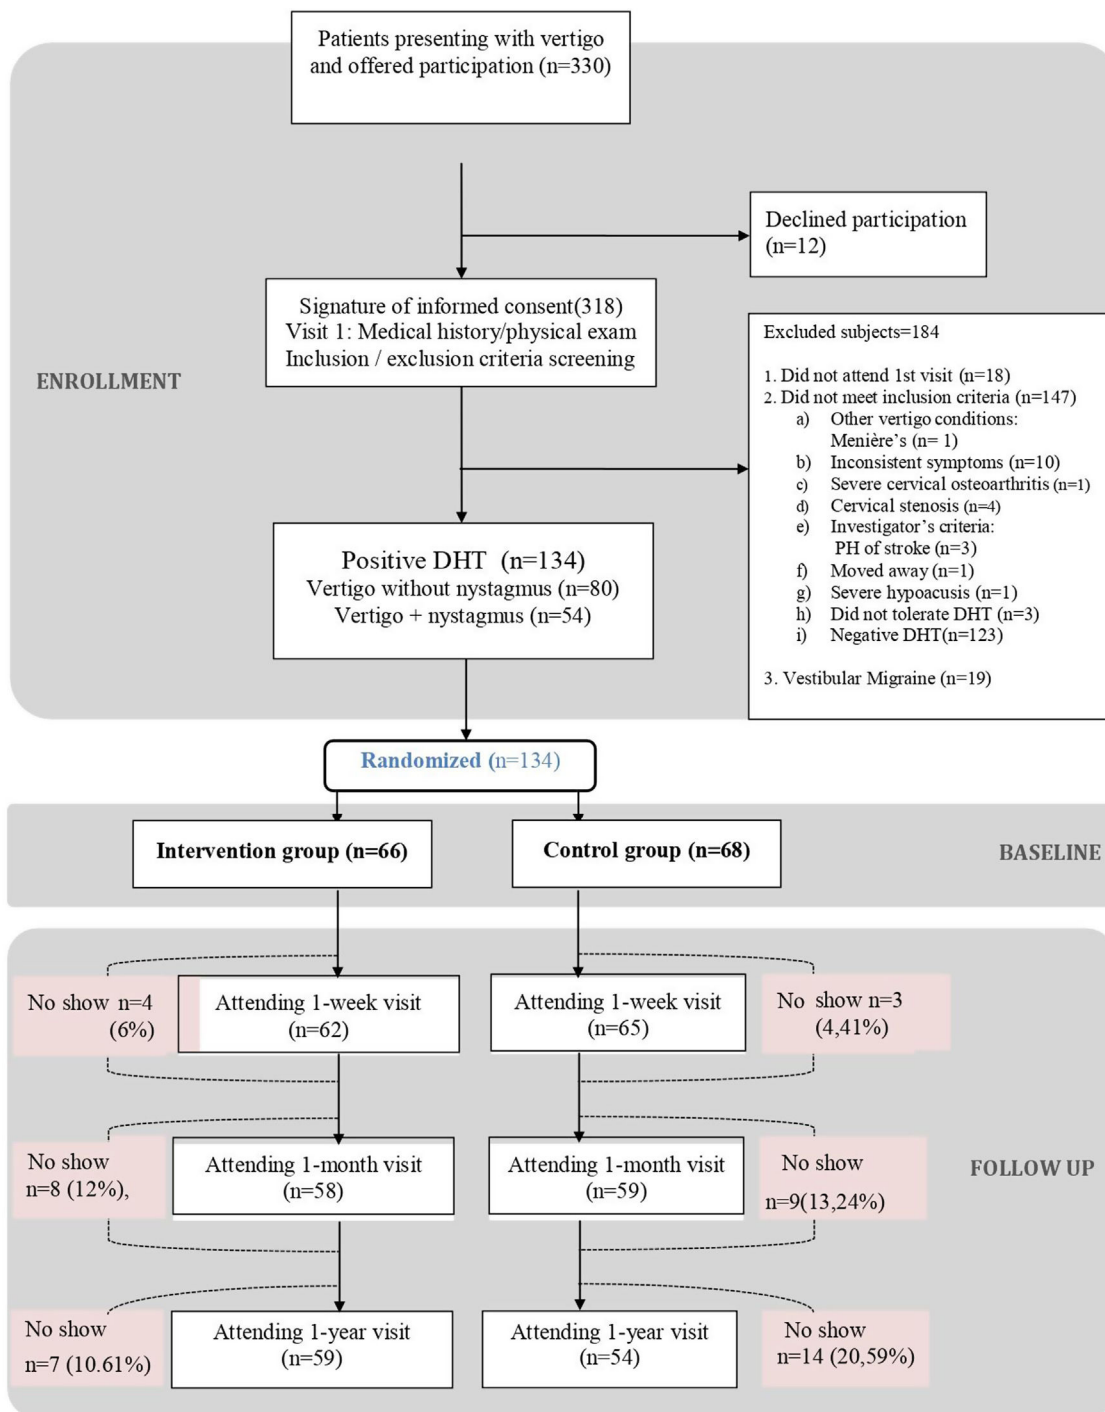 Patients presenting with vertigo
and offered participation (n=330)
Declined participation
(n=12)
Signature of informed consent(318)
Visit 1: Medical history/physical exam
Inclusion / exclusion criteria screening
ENROLLMENT
Excluded subjects=184
1. Did not attend 1st visit (n=18)
2. Did not meet inclusion criteria (n=147)
a) Other vertigo conditions:
Menière's (n= 1)
b) Inconsistent symptoms (n=10)
c) Severe cervical osteoarthritis (n=1)
d) Cervical stenosis (n=4)
e) Investigator's criteria:
PH of stroke (n=3)
f) Moved away (n=1)
g) Severe hypoacusis (n=1)
h) Did not tolerate DHT (n=3)
i) Negative DHT(n=123)
3. Vestibular Migraine (n=19)
Positive DHT (n=134)
Vertigo without nystagmus (n=80)
Vertigo + nystagmus (n=54)
Randomized (n=134)
Intervention group (n=66)
Control group (n=68)
BASELINE
No show n=4
(6%)
Attending 1-week visit
(n=62)
Attending 1-week visit
(n=65)
No show n=3
(4,41%)
No show
n=8 (12%),
Attending 1-month visit
(n=58)
Attending 1-month visit
(n=59)
No show
n=9(13,24%)
FOLLOW UP
No show
n=7 (10.61%)
Attending 1-year visit
(n=59)
Attending 1-year visit
(n=54)
No show
n=14 (20,59%)